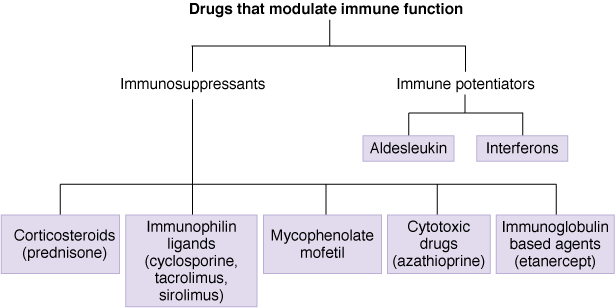 Drugs that modulate immune function
Immunosuppressants
Immune potentiators
Aldesleukin
Interferons
Corticosteroids
(prednisone)
Immunophilin
ligands
(cyclosporine,
tacrolimus,
sirolimus)
Mycophenolate
mofetil
Cytotoxic
drugs
(azathioprine)
Immunoglobulin
based agents
(etanercept)